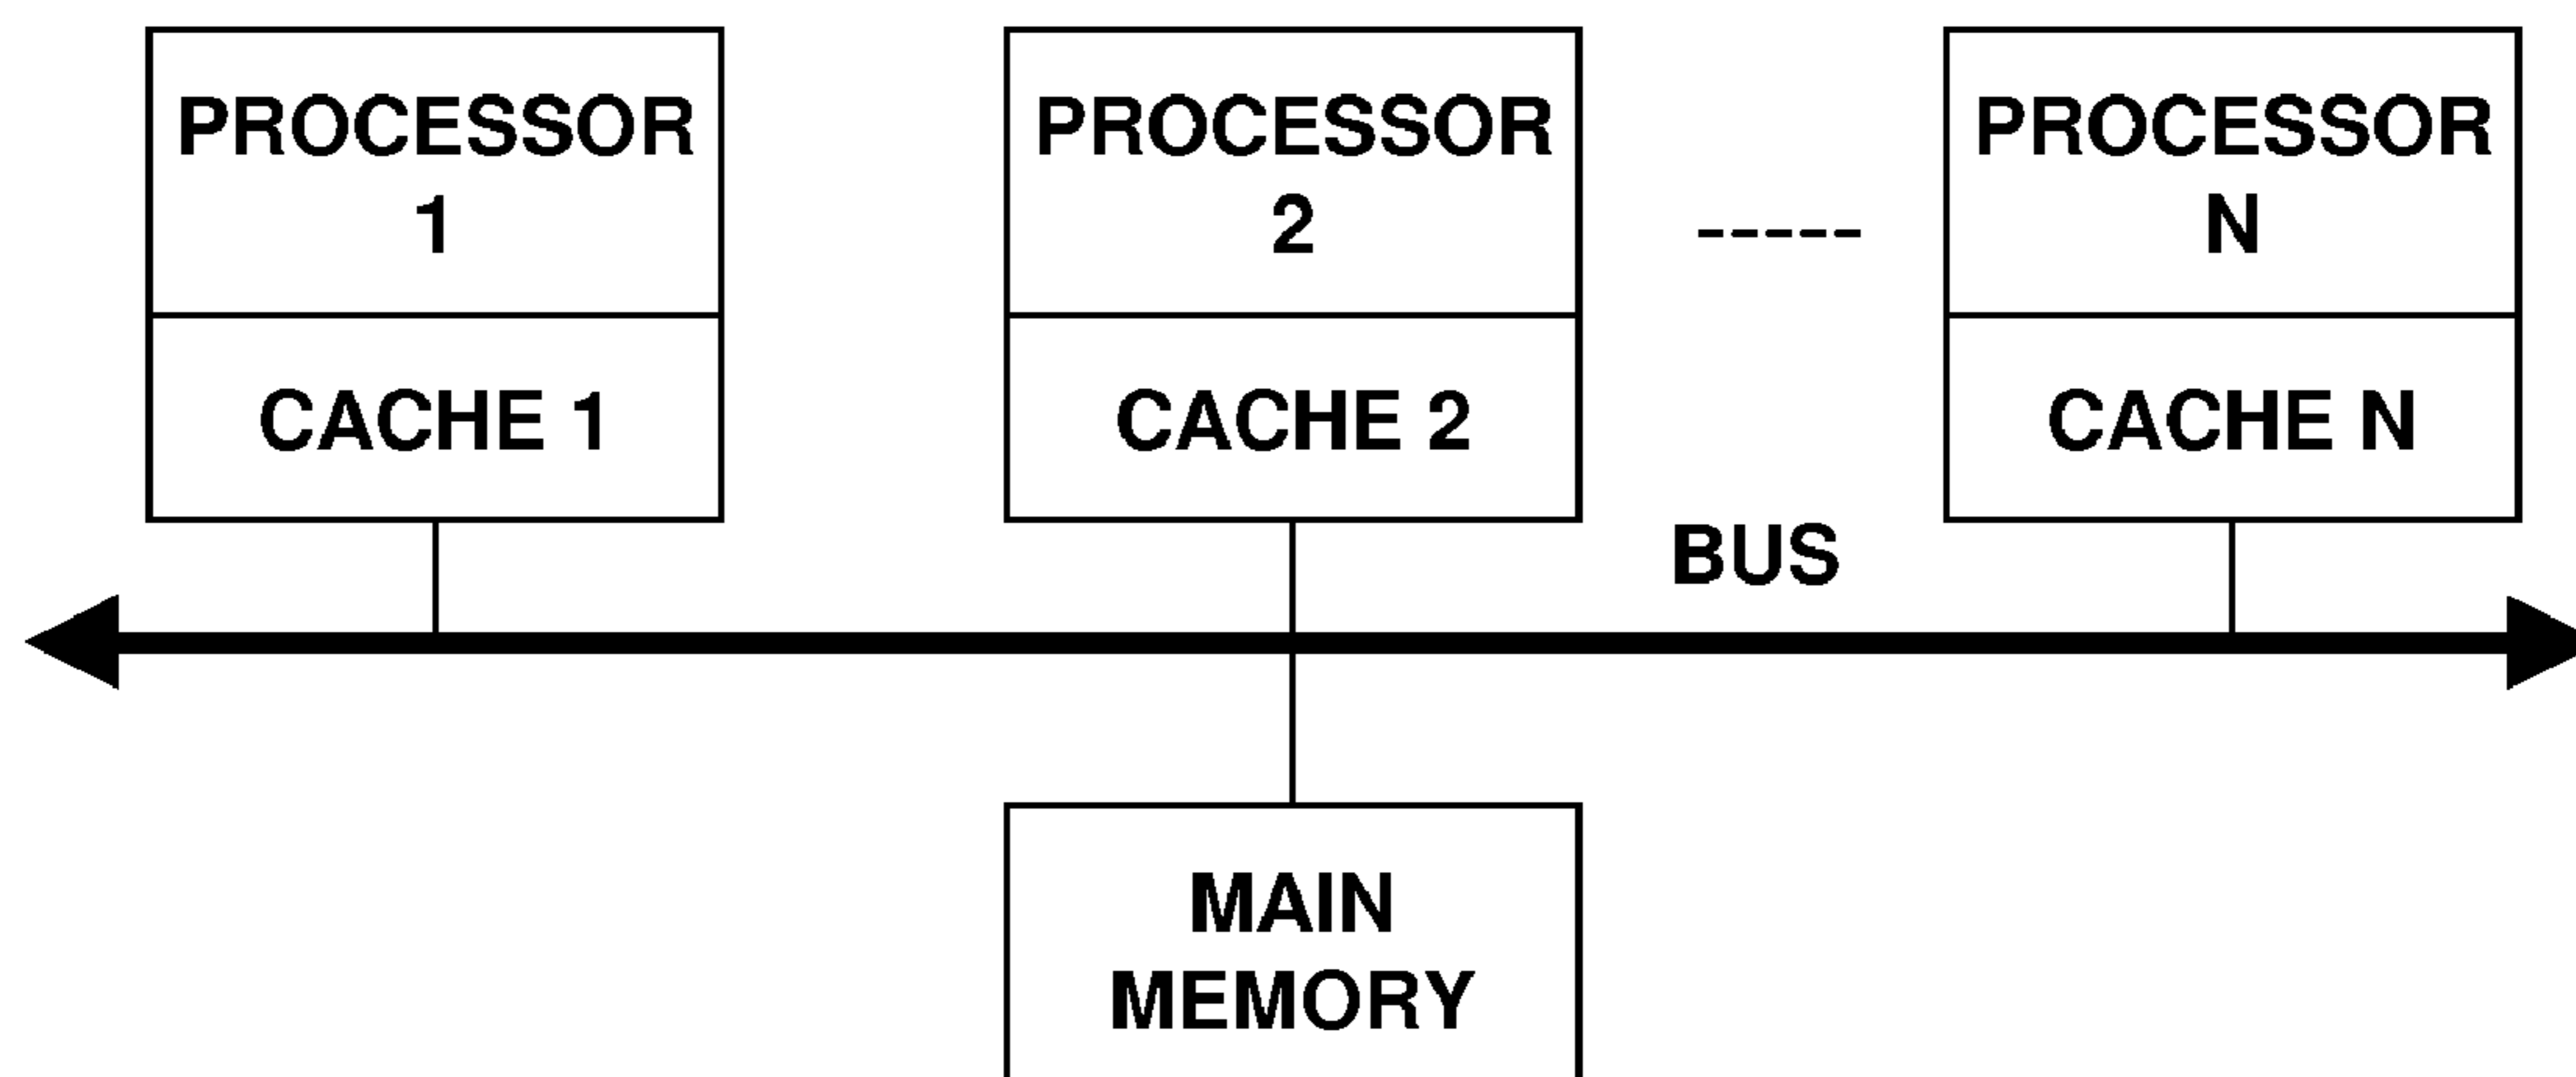 PROCESSOR
1
CACHE 1
PROCESSOR
2
CACHE 2
-----
PROCESSOR
N
CACHE N
BUS
MAIN
MEMORY